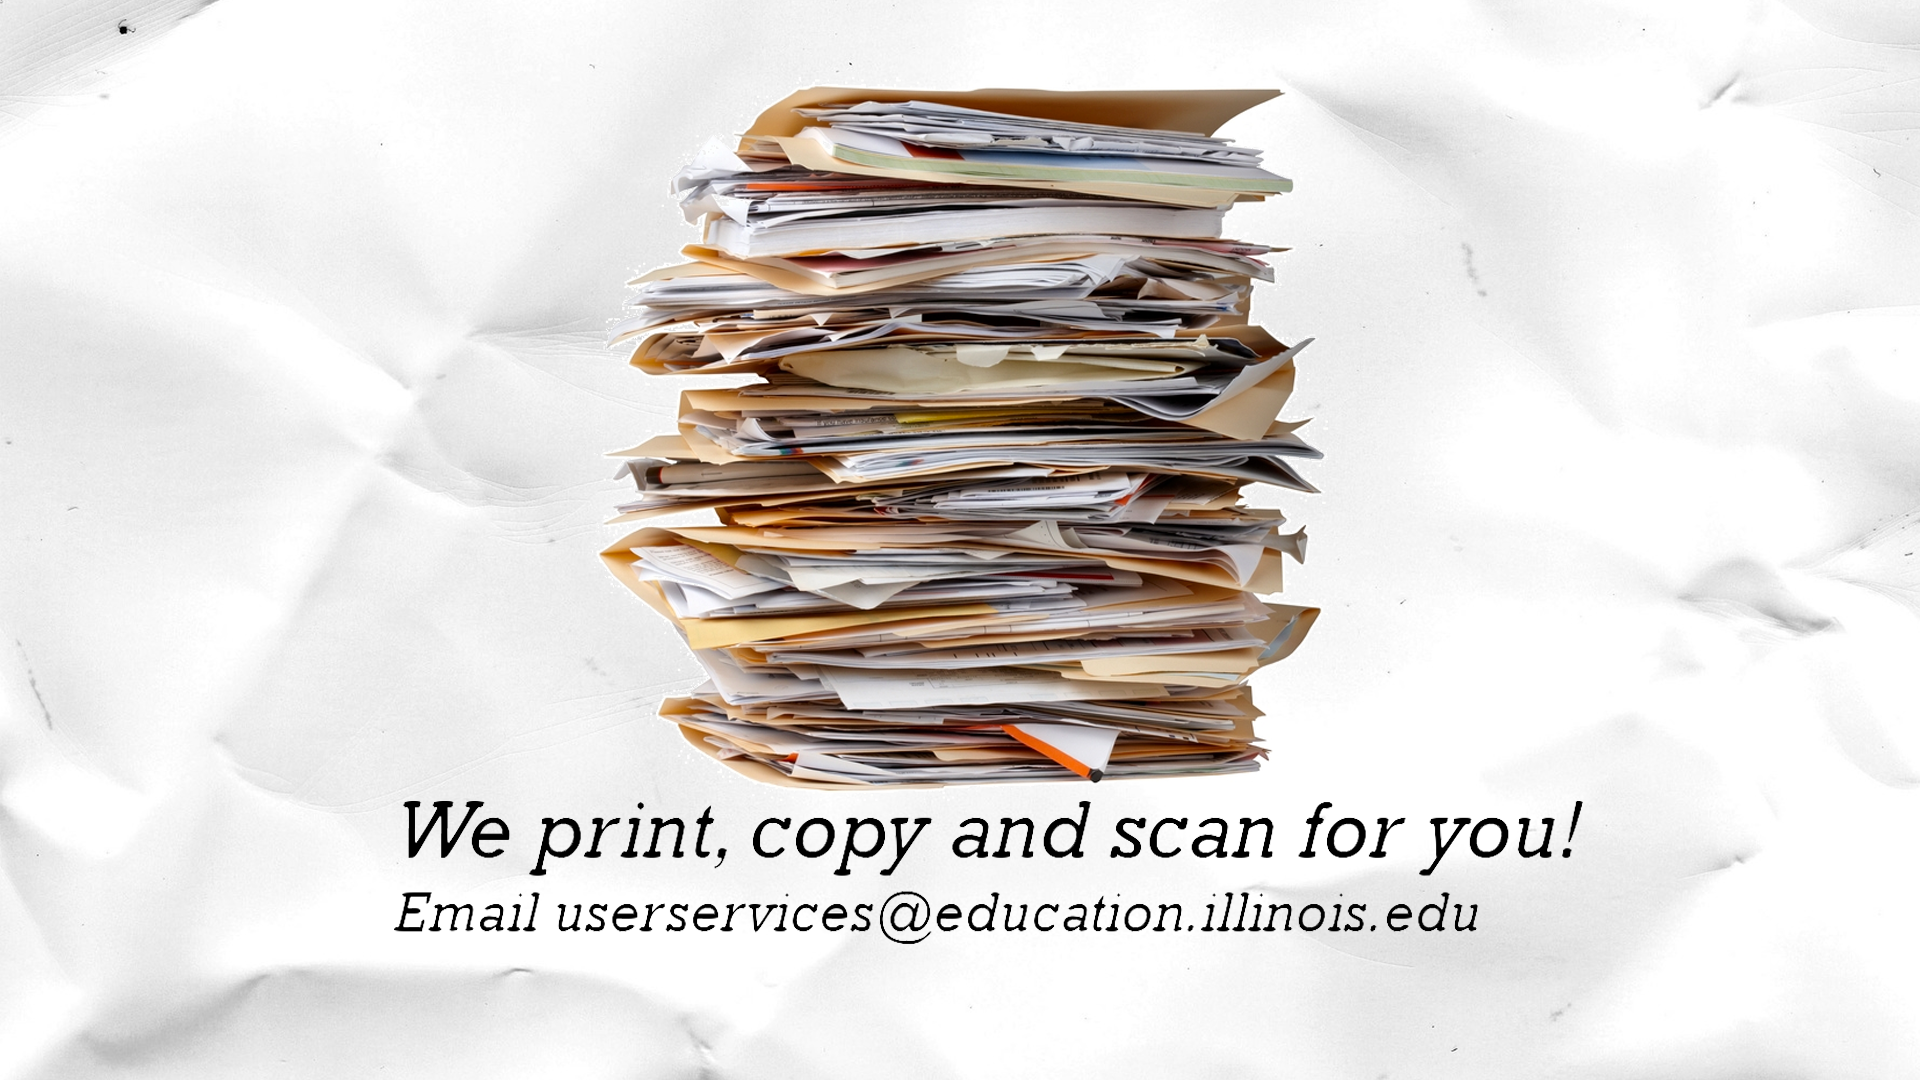 We print, copy and scan for you!
Email userservices@education.illinois.edu